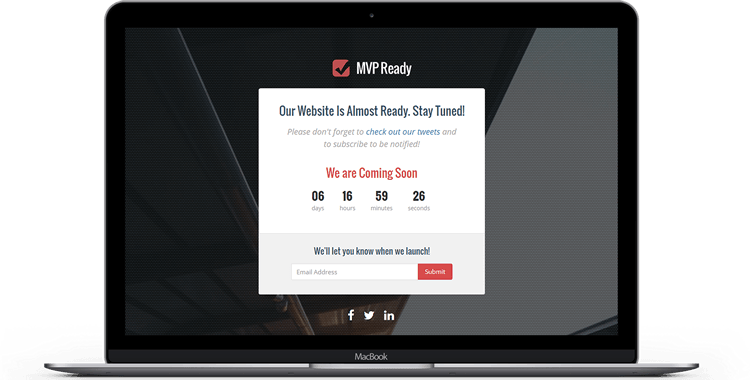 MVP Ready
Our Website Is Almost Ready. Stay Tuned!
Please don't forget to check out our tweets and
to subscribe to be notified!
We are Coming Soon
06 16 59 26
days hours minutes seconds
We'll let you know when we launch!
Email Address Submit
MacBook